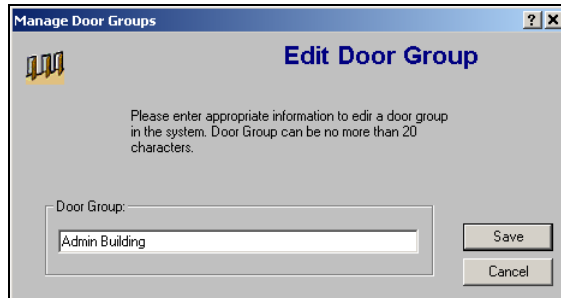 Manage Door Groups
Edit Door Group
Please enter appropriate information to edir a door group
in the system. Door Group can be no more than 20
characters.
Door Group:
Admin Building
Save
Cancel